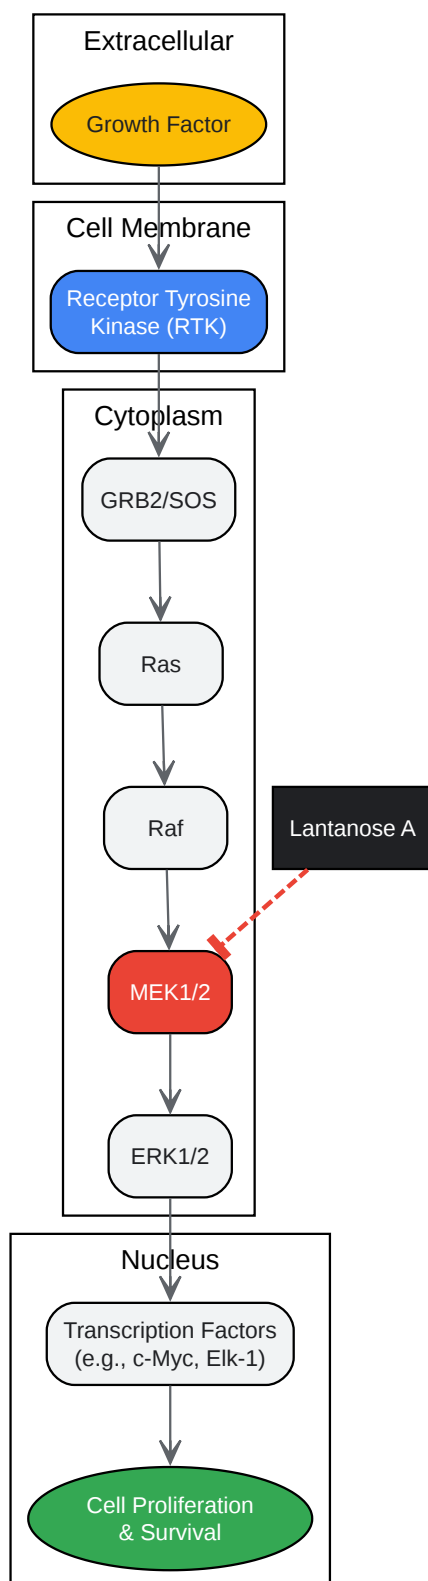 Extracellular
Growth Factor
Cell Membrane
Receptor Tyrosine
Kinase (RTK)
Cytoplasm
GRB2/SOS
Ras
Raf
Lantanose A
MEK1/2
ERK1/2
Nucleus
Transcription Factors
(e.g., c-Myc, Elk-1)
Cell Proliferation
& Survival